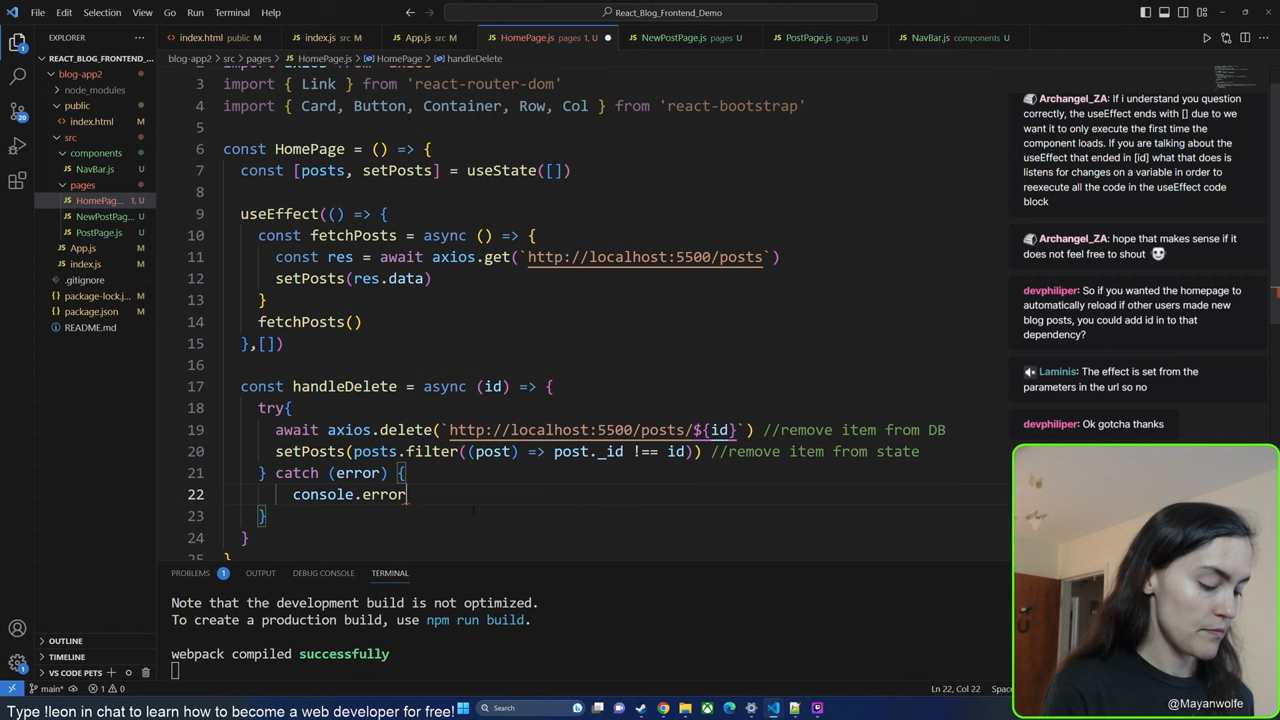 File Edit Selection View Go Run Terminal Help
React_Blog_Frontend_Demo
EXPLORER
REACT_BLOG_FRONTEND_...
blog-app2
node_modules
public
index.html U
src
components
NavBar.js U
pages
HomePag... 1, U
NewPostPag... U
PostPage.js U
App.js M
index.js M
.gitignore
package-lock.j... M
package.json M
README.md
OUTLINE
TIMELINE
VS CODE PETS
index.html public M
index.js src M
App.js src M
HomePage.js pages 1, U
NewPostPage.js pages U
PostPage.js pages U
NavBar.js components U
blog-app2 > src > pages > HomePage.js > HomePage > handleDelete
3 import { Link } from 'react-router-dom'
4 import { Card, Button, Container, Row, Col } from 'react-bootstrap'
5
6 const HomePage = () => {
7 const [posts, setPosts] = useState([])
8
9 useEffect(() => {
10 const fetchPosts = async () => {
11 const res = await axios.get(`http://localhost:5500/posts`)
12 setPosts(res.data)
13 }
14 fetchPosts()
15 },[])
16
17 const handleDelete = async (id) => {
18 try{
19 await axios.delete(`http://localhost:5500/posts/${id}`) //remove item from DB
20 setPosts(posts.filter((post) => post._id !== id)) //remove item from state
21 } catch (error) {
22 console.error
23 }
24 }
25 }
PROBLEMS 1 OUTPUT DEBUG CONSOLE TERMINAL
Note that the development build is not optimized.
To create a production build, use npm run build.
webpack compiled successfully
Archangel_ZA: If i understand you question
correctly, the useEffect ends with [] due to we
want it to only execute the first time the
component loads. If you are talking about the
useEffect that ended in [id] what that does is
listens for changes on a variable in order to
reexecute all the code in the useEffect code
block
Archangel_ZA: hope that makes sense if it
does not feel free to shout
devphiliper: So if you wanted the homepage to
automatically reload if other users made new
blog posts, you could add id in to that
dependency?
Laminis: The effect is set from the
parameters in the url so no
devphiliper: Ok gotcha thanks
main* 1 0
Ln 22, Col 22
Type !leon in chat to learn how to become a web developer for free!
Search
@Mayanwolfe